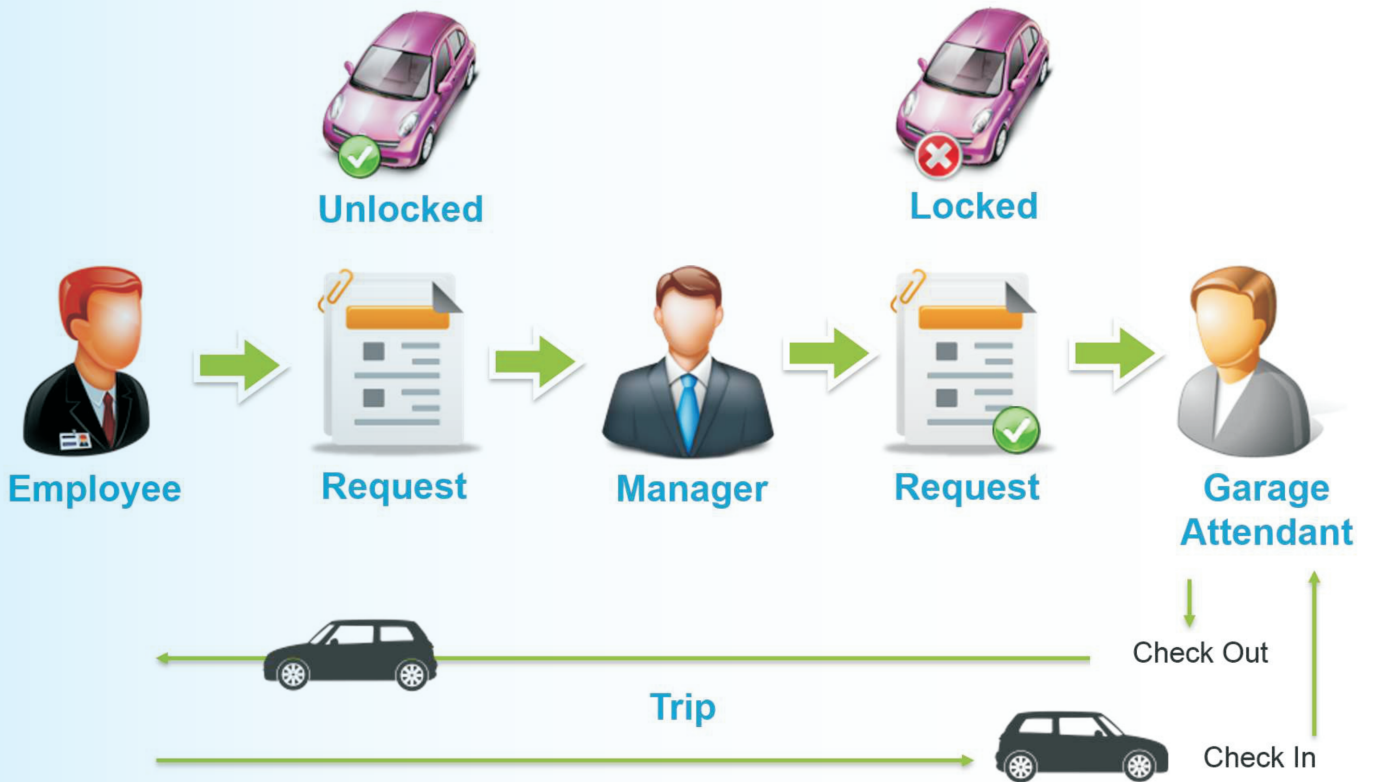 Unlocked
Locked
Employee
Request
Manager
Request
Garage
Attendant
Check Out
Trip
Check In